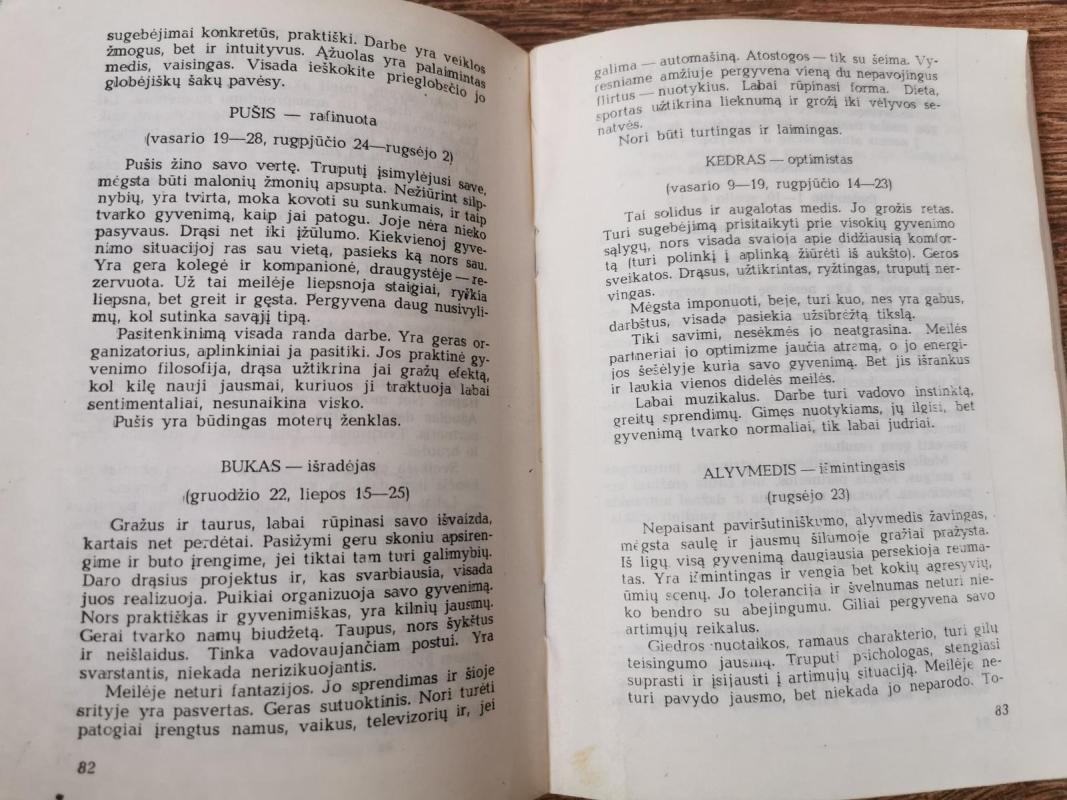 sugebėjimai konkretūs, praktiški. Darbe yra veiklos
žmogus, bet ir intuityvus. Ąžuolas yra palaimintas
medis, vaisingas. Visada ieškokite prieglobsčio jo
globėjiškų šakų pavėsy.
PUŠIS — rafinuota
(vasario 19—28, rugpjūčio 24—rugsėjo 2)
Pušis žino savo vertę. Truputį įsimylėjusi save,
mėgsta būti malonių žmonių apsupta. Nežiūrint silp-
nybių, yra tvirta, moka kovoti su sunkumais, ir taip
tvarko gyvenimą, kaip jai patogu. Joje nėra nieko
pasyvaus. Drąsi net iki įžūlumo. Kiekvienoj gyve-
nimo situacijoj ras sau vietą, pasieks ką nors sau.
Yra gera kolegė ir kompanionė, draugystėje — re-
zervuota. Už tai meilėje liepsnoja staigiai, ryškia
liepsna, bet greit ir gęsta. Pergyvena daug nusivyli-
mų, kol sutinka savąjį tipą.
Pasitenkinimą visada randa darbe. Yra geras or-
ganizatorius, aplinkiniai ja pasitiki. Jos praktinė gy-
venimo filosofija, drąsa užtikrina jai gražų efektą,
kol kilę nauji jausmai, kuriuos ji traktuoja labai
sentimentaliai, nesunaikina visko.
Pušis yra būdingas moterų ženklas.
BUKAS — išradėjas
(gruodžio 22, liepos 15—25)
Gražus ir taurus, labai rūpinasi savo išvaizda,
kartais net perdėtai. Pasižymi geru skoniu apsiren-
gime ir buto įrengime, jei tiktai tam turi galimybių.
Daro drąsius projektus ir, kas svarbiausia, visada
juos realizuoja. Puikiai organizuoja savo gyvenimą.
Nors praktiškas ir gyvenimiškas, yra kilnių jausmų.
Gerai tvarko namų biudžetą. Taupus, nors šykštus
ir neišlaidus. Tinka vadovaujančiam postui. Yra
svarstantis, niekada nerizikuojantis.
Meilėje neturi fantazijos. Jo sprendimas ir šioje
srityje yra pasvertas. Geras sutuoktinis. Nori turėti
patogiai įrengtus namus, vaikus, televizorių ir, jei
82
galima — automašiną. Atostogos — tik su šeima. Vy-
resniame amžiuje pergyvena vieną du nepavojingus
flirtus — nuotykius. Labai rūpinasi forma. Dieta,
sportas užtikrina lieknumą ir grožį iki vėlyvos se-
natvės.
Nori būti turtingas ir laimingas.
KEDRAS — optimistas
(vasario 9—19, rugpjūčio 14—23)
Tai solidus ir augalotas medis. Jo grožis retas.
Turi sugebėjimą prisitaikyti prie visokių gyvenimo
sąlygų, nors visada svajoja apie didžiausią komfor-
tą (turi polinkį į aplinką žiūrėti iš aukšto). Geros
sveikatos. Drąsus, užtikrintas, ryžtingas, truputį ner-
vingas.
Mėgsta imponuoti, beje, turi kuo, nes yra gabus,
darbštus, visada pasiekia užsibrėžtą tikslą.
Tiki savimi, nesėkmės jo neatgrasina. Meilės
partneriai jo optimizme jaučia atramą, o jo energi-
jos šešėlyje kuria savo gyvenimą. Bet jis išrankus
ir laukia vienos didelės meilės.
Labai muzikalus. Darbe turi vadovo instinktą,
greitų sprendimų. Gimęs nuotykiams, jų ilgisi, bet
gyvenimą tvarko normaliai, tik labai judriai.
ALYVMEDIS — išmintingasis
(rugsėjo 23)
Nepaisant paviršutiniškumo, alyvmedis žavingas,
mėgsta saulę ir jausmų šilumoje gražiai pražysta.
Iš ligų visą gyvenimą daugiausia persekioja reuma-
tas. Yra išmintingas ir vengia bet kokių agresyvių,
ūmių scenų. Jo tolerancija ir švelnumas neturi nie-
ko bendro su abejingumu. Giliai pergyvena savo
artimųjų reikalus.
Giedros nuotaikos, ramaus charakterio, turi gilų
teisingumo jausmą. Truputį psichologas, stengiasi
suprasti ir įsijausti į artimųjų situaciją. Meilėje ne-
turi pavydo jausmo, bet niekada jo neparodo. To-
83